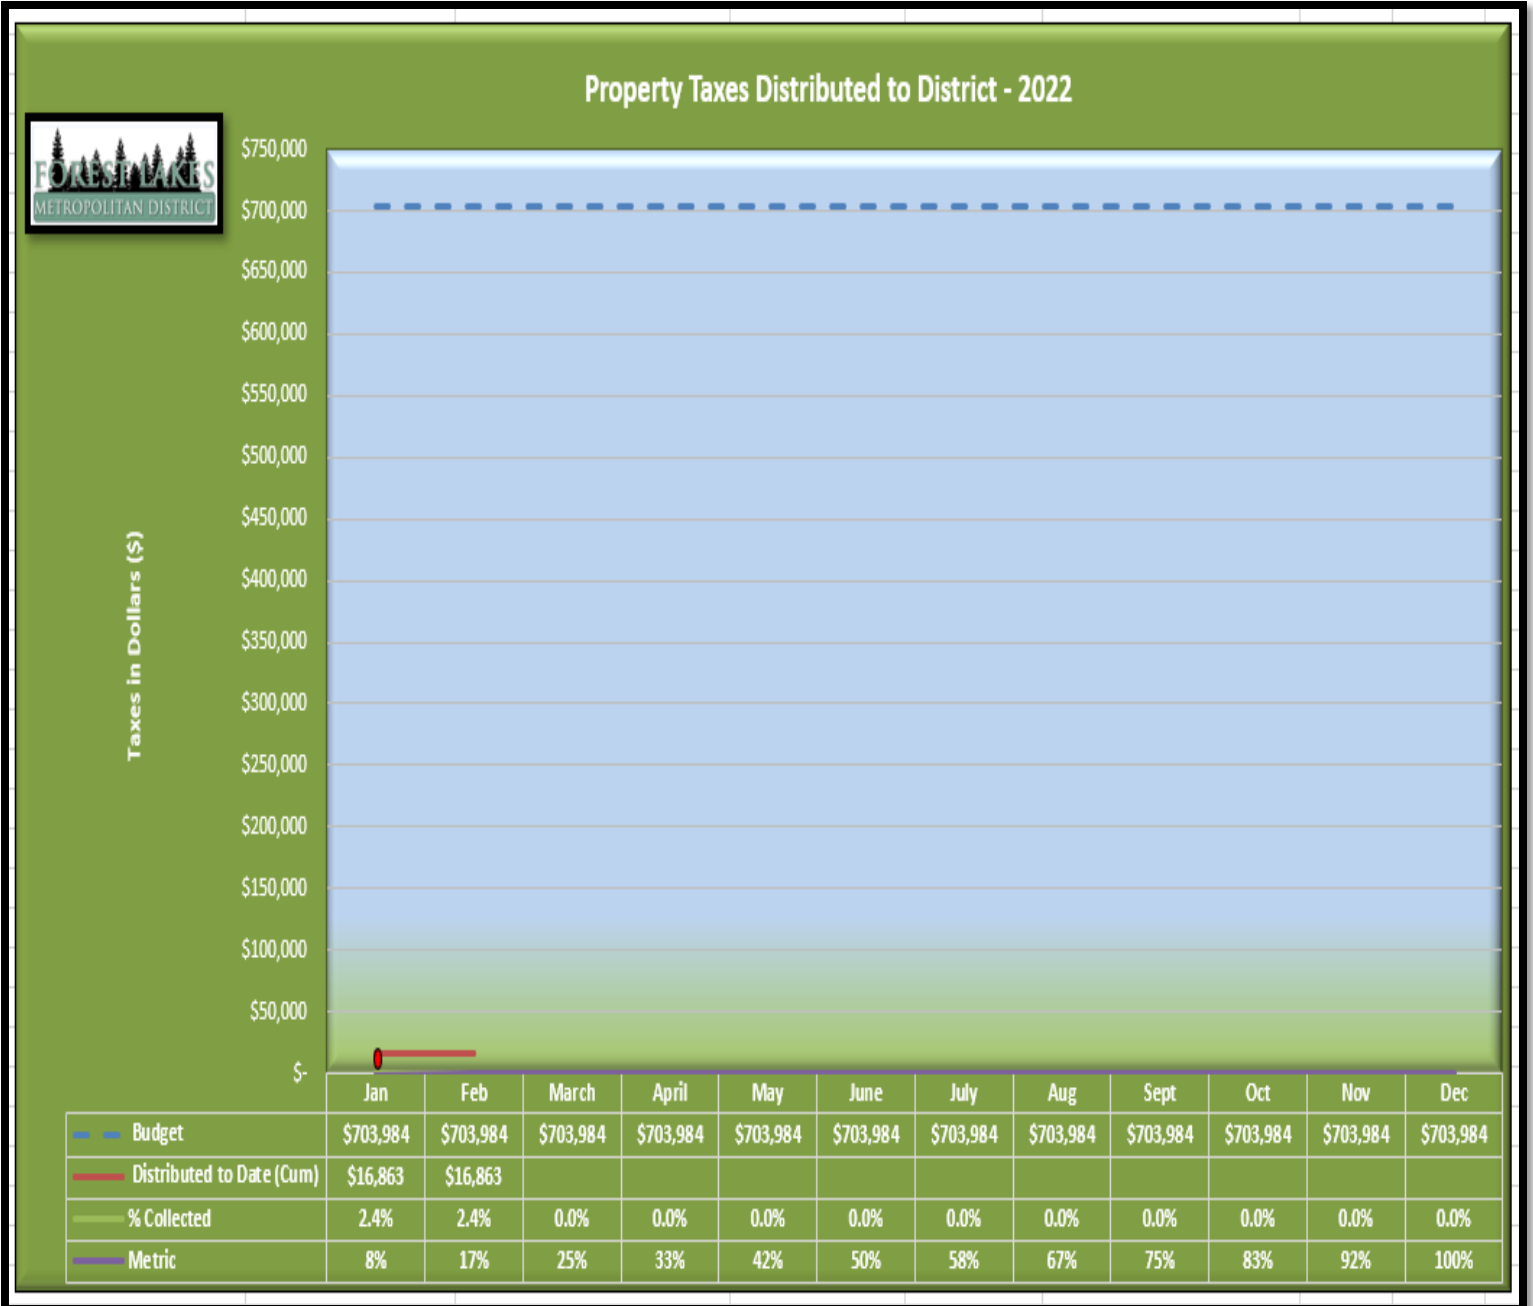 Property Taxes Distributed to District - 2022
FOREST LAKES
METROPOLITAN DISTRICT
Taxes in Dollars ($)
$750,000
$700,000
$650,000
$600,000
$550,000
$500,000
$450,000
$400,000
$350,000
$300,000
$250,000
$200,000
$150,000
$100,000
$50,000
$-
Jan Feb March April May June July Aug Sept Oct Nov Dec
Budget $703,984 $703,984 $703,984 $703,984 $703,984 $703,984 $703,984 $703,984 $703,984 $703,984 $703,984 $703,984
Distributed to Date (Cum) $16,863 $16,863
% Collected 2.4% 2.4% 0.0% 0.0% 0.0% 0.0% 0.0% 0.0% 0.0% 0.0% 0.0% 0.0%
Metric 8% 17% 25% 33% 42% 50% 58% 67% 75% 83% 92% 100%